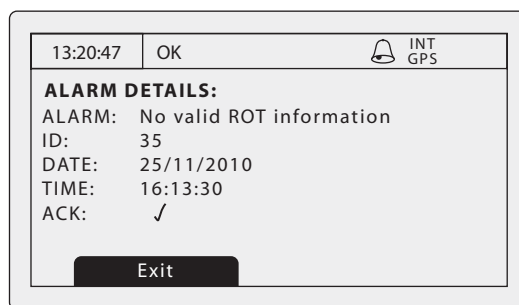 13:20:47 OK INT
GPS
ALARM DETAILS:
ALARM: No valid ROT information
ID: 35
DATE: 25/11/2010
TIME: 16:13:30
ACK: ✓
Exit